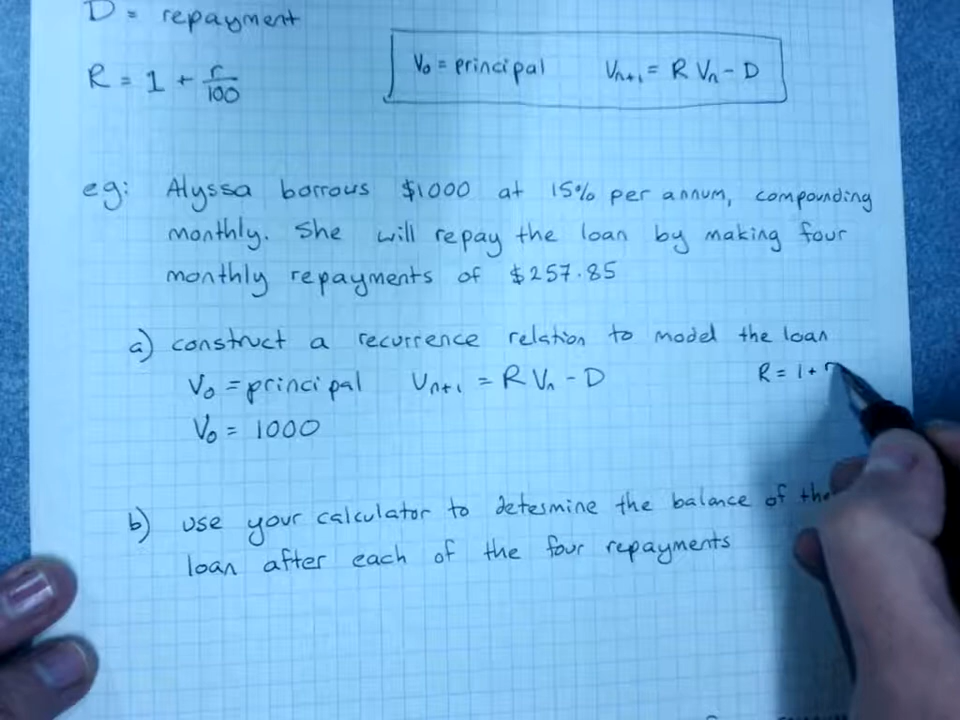 D = repayment
R = 1 + r/100
V₀ = principal Vₙ₊₁ = R Vₙ - D
eg: Alyssa borrows $1000 at 15% per annum, compounding
monthly. She will repay the loan by making four
monthly repayments of $257.85
a) construct a recurrence relation to model the loan
V₀ = principal Vₙ₊₁ = R Vₙ - D
R = 1 + r
V₀ = 1000
b) use your calculator to determine the balance of the
loan after each of the four repayments